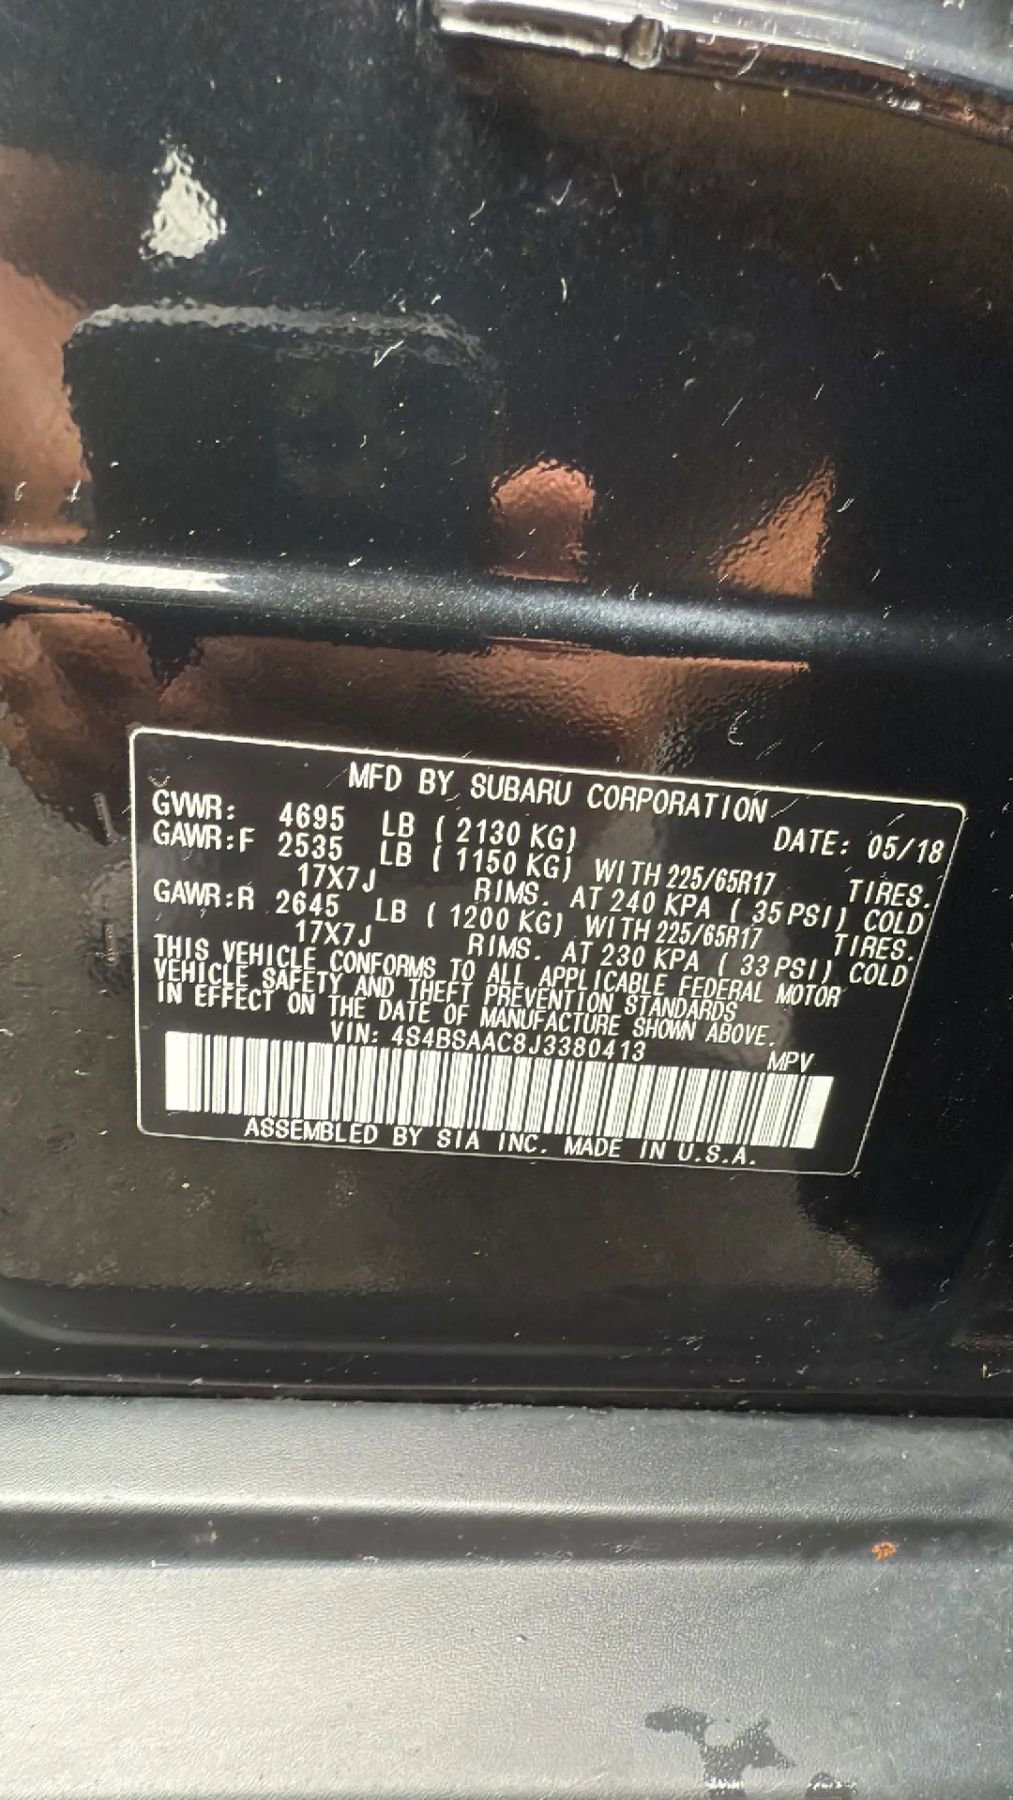 MFD BY SUBARU CORPORATION
DATE: 05/18
GVWR: 4695 LB ( 2130 KG)
GAWR:F 2535 LB ( 1150 KG) WITH 225/65R17 TIRES.
17X7J RIMS. AT 240 KPA ( 35 PSI) COLD
GAWR:R 2645 LB ( 1200 KG) WITH 225/65R17 TIRES.
17X7J RIMS. AT 230 KPA ( 33 PSI) COLD
THIS VEHICLE CONFORMS TO ALL APPLICABLE FEDERAL MOTOR
VEHICLE SAFETY AND THEFT PREVENTION STANDARDS
IN EFFECT ON THE DATE OF MANUFACTURE SHOWN ABOVE.
VIN: 4S4BSAAC8J3380413 MPV
ASSEMBLED BY SIA INC. MADE IN U.S.A.